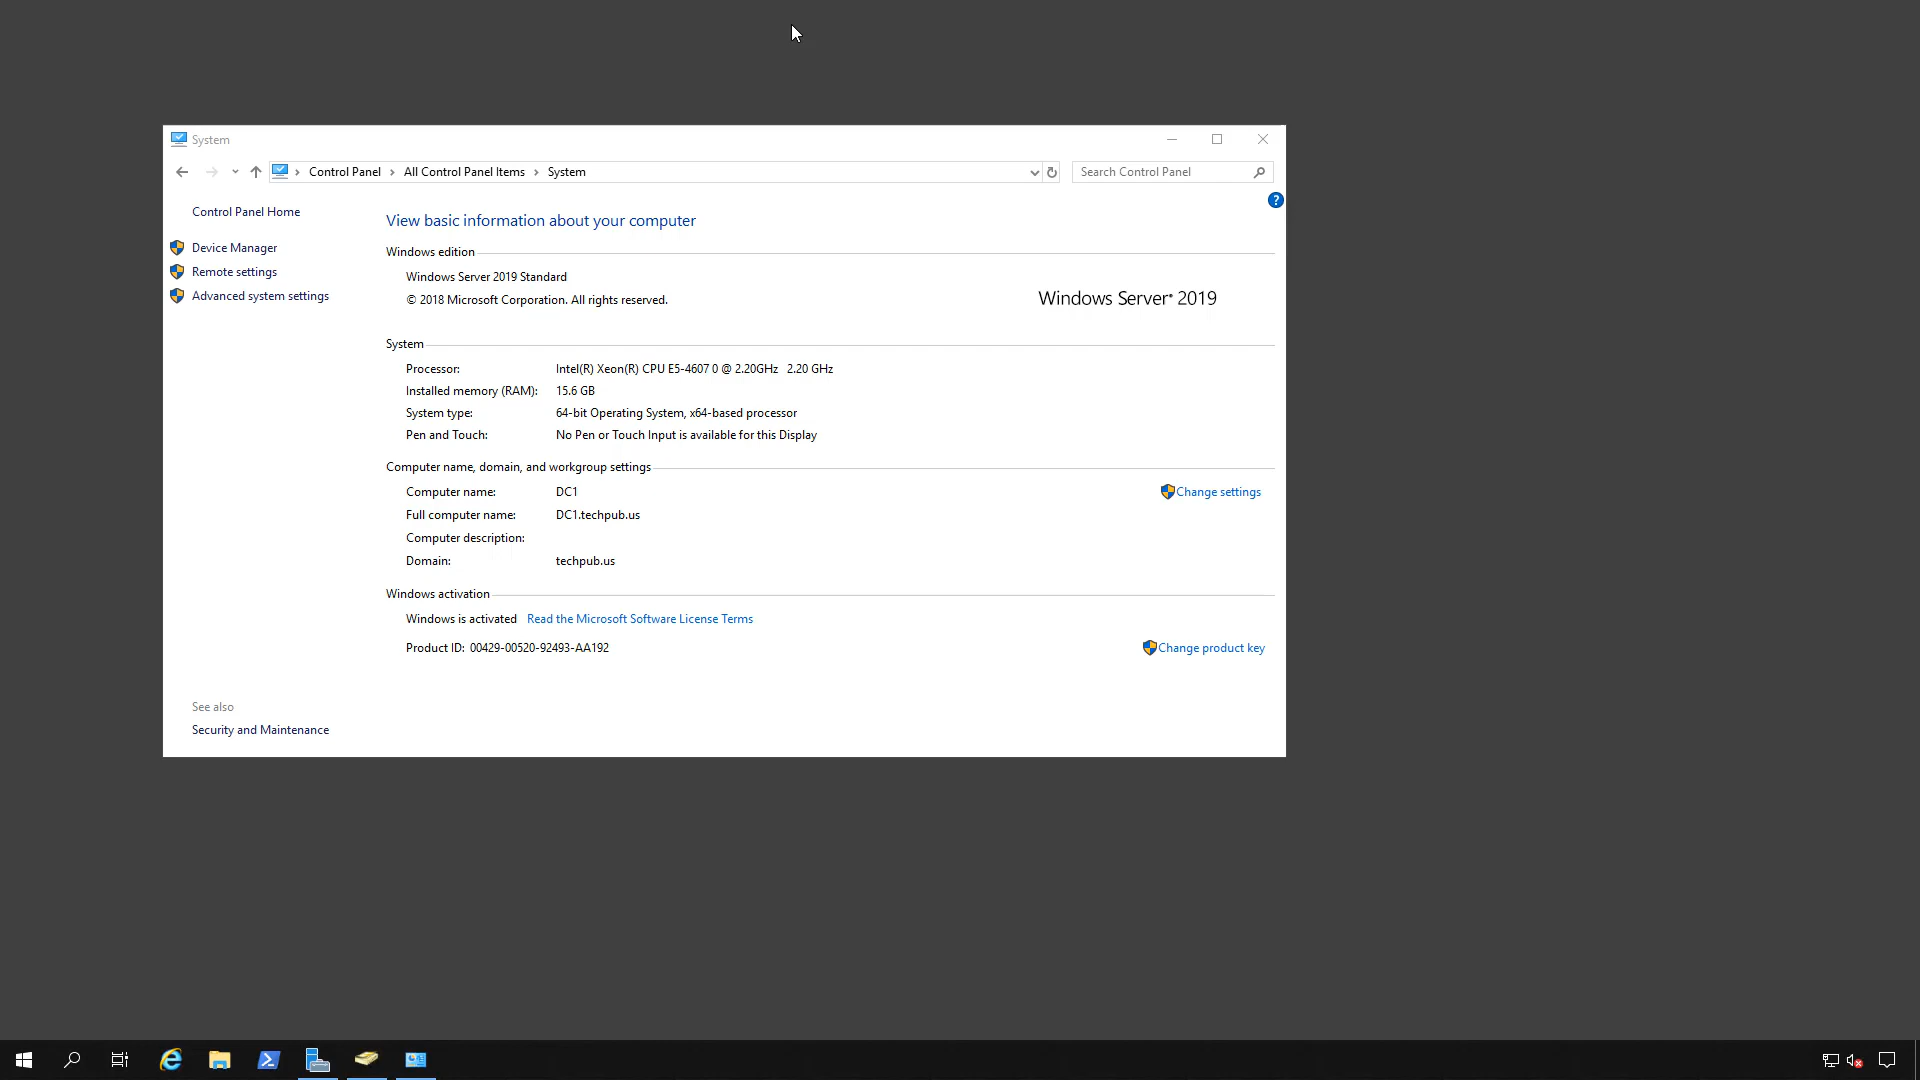 System
Control Panel > All Control Panel Items > System
Search Control Panel
?
Control Panel Home
Device Manager
Remote settings
Advanced system settings
View basic information about your computer
Windows edition
Windows Server 2019 Standard
© 2018 Microsoft Corporation. All rights reserved.
Windows Server® 2019
System
Processor: Intel(R) Xeon(R) CPU E5-4607 0 @ 2.20GHz 2.20 GHz
Installed memory (RAM): 15.6 GB
System type: 64-bit Operating System, x64-based processor
Pen and Touch: No Pen or Touch Input is available for this Display
Computer name, domain, and workgroup settings
Computer name: DC1 Change settings
Full computer name: DC1.techpub.us
Computer description:
Domain: techpub.us
Windows activation
Windows is activated Read the Microsoft Software License Terms
Product ID: 00429-00520-92493-AA192 Change product key
See also
Security and Maintenance